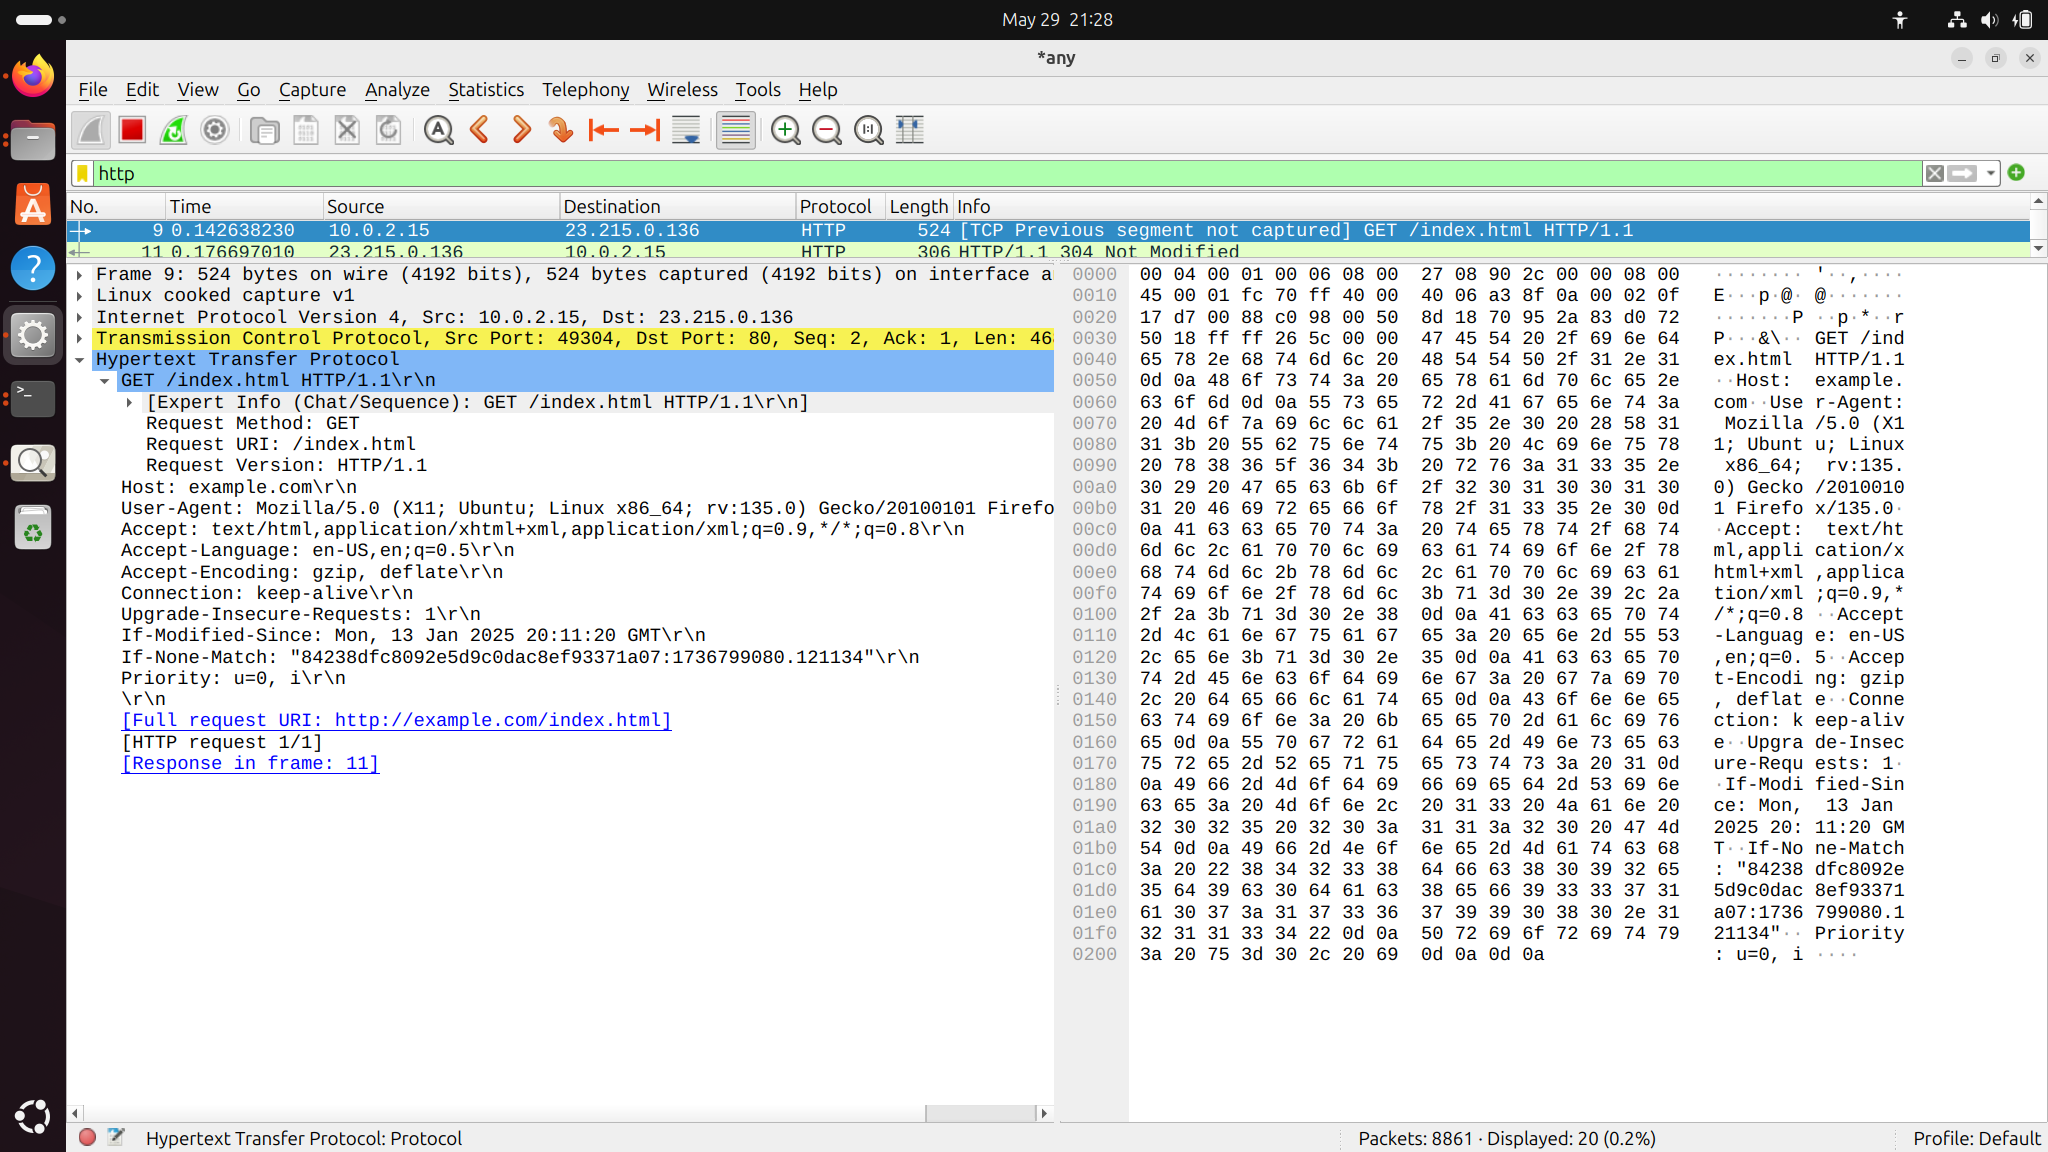 May 29 21:28
*any
File Edit View Go Capture Analyze Statistics Telephony Wireless Tools Help
http
No. Time Source Destination Protocol Length Info
9 0.142638230 10.0.2.15 23.215.0.136 HTTP 524 [TCP Previous segment not captured] GET /index.html HTTP/1.1
11 0.176697010 23.215.0.136 10.0.2.15 HTTP 306 HTTP/1.1 304 Not Modified
Frame 9: 524 bytes on wire (4192 bits), 524 bytes captured (4192 bits) on interface a
Linux cooked capture v1
Internet Protocol Version 4, Src: 10.0.2.15, Dst: 23.215.0.136
Transmission Control Protocol, Src Port: 49304, Dst Port: 80, Seq: 2, Ack: 1, Len: 46
Hypertext Transfer Protocol
GET /index.html HTTP/1.1\r\n
[Expert Info (Chat/Sequence): GET /index.html HTTP/1.1\r\n]
Request Method: GET
Request URI: /index.html
Request Version: HTTP/1.1
Host: example.com\r\n
User-Agent: Mozilla/5.0 (X11; Ubuntu; Linux x86_64; rv:135.0) Gecko/20100101 Firefo
Accept: text/html,application/xhtml+xml,application/xml;q=0.9,*/*;q=0.8\r\n
Accept-Language: en-US,en;q=0.5\r\n
Accept-Encoding: gzip, deflate\r\n
Connection: keep-alive\r\n
Upgrade-Insecure-Requests: 1\r\n
If-Modified-Since: Mon, 13 Jan 2025 20:11:20 GMT\r\n
If-None-Match: "84238dfc8092e5d9c0dac8ef93371a07:1736799080.121134"\r\n
Priority: u=0, i\r\n
\r\n
[Full request URI: http://example.com/index.html]
[HTTP request 1/1]
[Response in frame: 11]
0000 00 04 00 01 00 06 08 00 27 08 90 2c 00 00 08 00 ········ '··,····
0010 45 00 01 fc 70 ff 40 00 40 06 a3 8f 0a 00 02 0f E···p·@· @·······
0020 17 d7 00 88 c0 98 00 50 8d 18 70 95 2a 83 d0 72 ·······P ··p·*··r
0030 50 18 ff ff 26 5c 00 00 47 45 54 20 2f 69 6e 64 P···&\·· GET /ind
0040 65 78 2e 68 74 6d 6c 20 48 54 54 50 2f 31 2e 31 ex.html HTTP/1.1
0050 0d 0a 48 6f 73 74 3a 20 65 78 61 6d 70 6c 65 2e ··Host: example.
0060 63 6f 6d 0d 0a 55 73 65 72 2d 41 67 65 6e 74 3a com··Use r-Agent:
0070 20 4d 6f 7a 69 6c 6c 61 2f 35 2e 30 20 28 58 31 Mozilla /5.0 (X1
0080 31 3b 20 55 62 75 6e 74 75 3b 20 4c 69 6e 75 78 1; Ubunt u; Linux
0090 20 78 38 36 5f 36 34 3b 20 72 76 3a 31 33 35 2e x86_64; rv:135.
00a0 30 29 20 47 65 63 6b 6f 2f 32 30 31 30 30 31 30 0) Gecko /2010010
00b0 31 20 46 69 72 65 66 6f 78 2f 31 33 35 2e 30 0d 1 Firefo x/135.0·
00c0 0a 41 63 63 65 70 74 3a 20 74 65 78 74 2f 68 74 ·Accept: text/ht
00d0 6d 6c 2c 61 70 70 6c 69 63 61 74 69 6f 6e 2f 78 ml,appli cation/x
00e0 68 74 6d 6c 2b 78 6d 6c 2c 61 70 70 6c 69 63 61 html+xml ,applica
00f0 74 69 6f 6e 2f 78 6d 6c 3b 71 3d 30 2e 39 2c 2a tion/xml ;q=0.9,*
0100 2f 2a 3b 71 3d 30 2e 38 0d 0a 41 63 63 65 70 74 /*;q=0.8 ··Accept
0110 2d 4c 61 6e 67 75 61 67 65 3a 20 65 6e 2d 55 53 -Languag e: en-US
0120 2c 65 6e 3b 71 3d 30 2e 35 0d 0a 41 63 63 65 70 ,en;q=0. 5··Accep
0130 74 2d 45 6e 63 6f 64 69 6e 67 3a 20 67 7a 69 70 t-Encodi ng: gzip
0140 2c 20 64 65 66 6c 61 74 65 0d 0a 43 6f 6e 6e 65 , deflat e··Conne
0150 63 74 69 6f 6e 3a 20 6b 65 65 70 2d 61 6c 69 76 ction: k eep-aliv
0160 65 0d 0a 55 70 67 72 61 64 65 2d 49 6e 73 65 63 e··Upgra de-Insec
0170 75 72 65 2d 52 65 71 75 65 73 74 73 3a 20 31 0d ure-Requ ests: 1·
0180 0a 49 66 2d 4d 6f 64 69 66 69 65 64 2d 53 69 6e ·If-Modi fied-Sin
0190 63 65 3a 20 4d 6f 6e 2c 20 31 33 20 4a 61 6e 20 ce: Mon, 13 Jan
01a0 32 30 32 35 20 32 30 3a 31 31 3a 32 30 20 47 4d 2025 20: 11:20 GM
01b0 54 0d 0a 49 66 2d 4e 6f 6e 65 2d 4d 61 74 63 68 T··If-No ne-Match
01c0 3a 20 22 38 34 32 33 38 64 66 63 38 30 39 32 65 : "84238 dfc8092e
01d0 35 64 39 63 30 64 61 63 38 65 66 39 33 33 37 31 5d9c0dac 8ef93371
01e0 61 30 37 3a 31 37 33 36 37 39 39 30 38 30 2e 31 a07:1736 799080.1
01f0 32 31 31 33 34 22 0d 0a 50 72 69 6f 72 69 74 79 21134"·· Priority
0200 3a 20 75 3d 30 2c 20 69 0d 0a 0d 0a : u=0, i ····
Hypertext Transfer Protocol: Protocol
Packets: 8861 · Displayed: 20 (0.2%)
Profile: Default